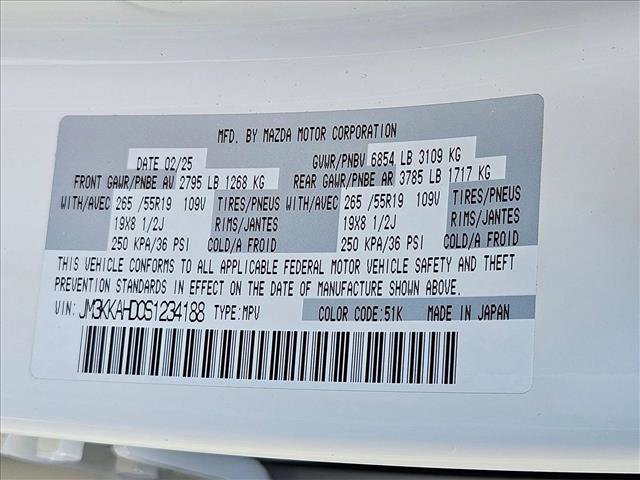 MFD. BY MAZDA MOTOR CORPORATION
DATE 02/25 GVWR/PNBV 6854 LB 3109 KG
FRONT GAWR/PNBE AV 2795 LB 1268 KG REAR GAWR/PNBE AR 3785 LB 1717 KG
WITH/AVEC 265 /55R19 109V TIRES/PNEUS WITH/AVEC 265 /55R19 109V TIRES/PNEUS
19X8 1/2J RIMS/JANTES 19X8 1/2J RIMS/JANTES
250 KPA/36 PSI COLD/A FROID 250 KPA/36 PSI COLD/A FROID
THIS VEHICLE CONFORMS TO ALL APPLICABLE FEDERAL MOTOR VEHICLE SAFETY AND THEFT
PREVENTION STANDARDS IN EFFECT ON THE DATE OF MANUFACTURE SHOWN ABOVE.
VIN: JM3KKAHD0S1234188 TYPE:MPV COLOR CODE:51K MADE IN JAPAN